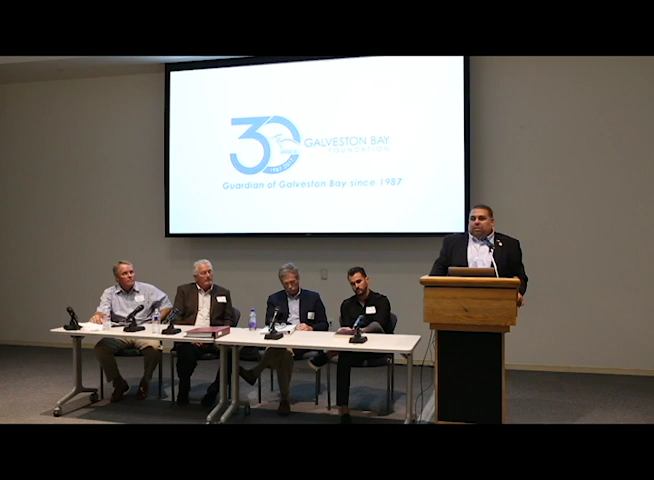 30
GALVESTON BAY
FOUNDATION
Guardian of Galveston Bay since 1987